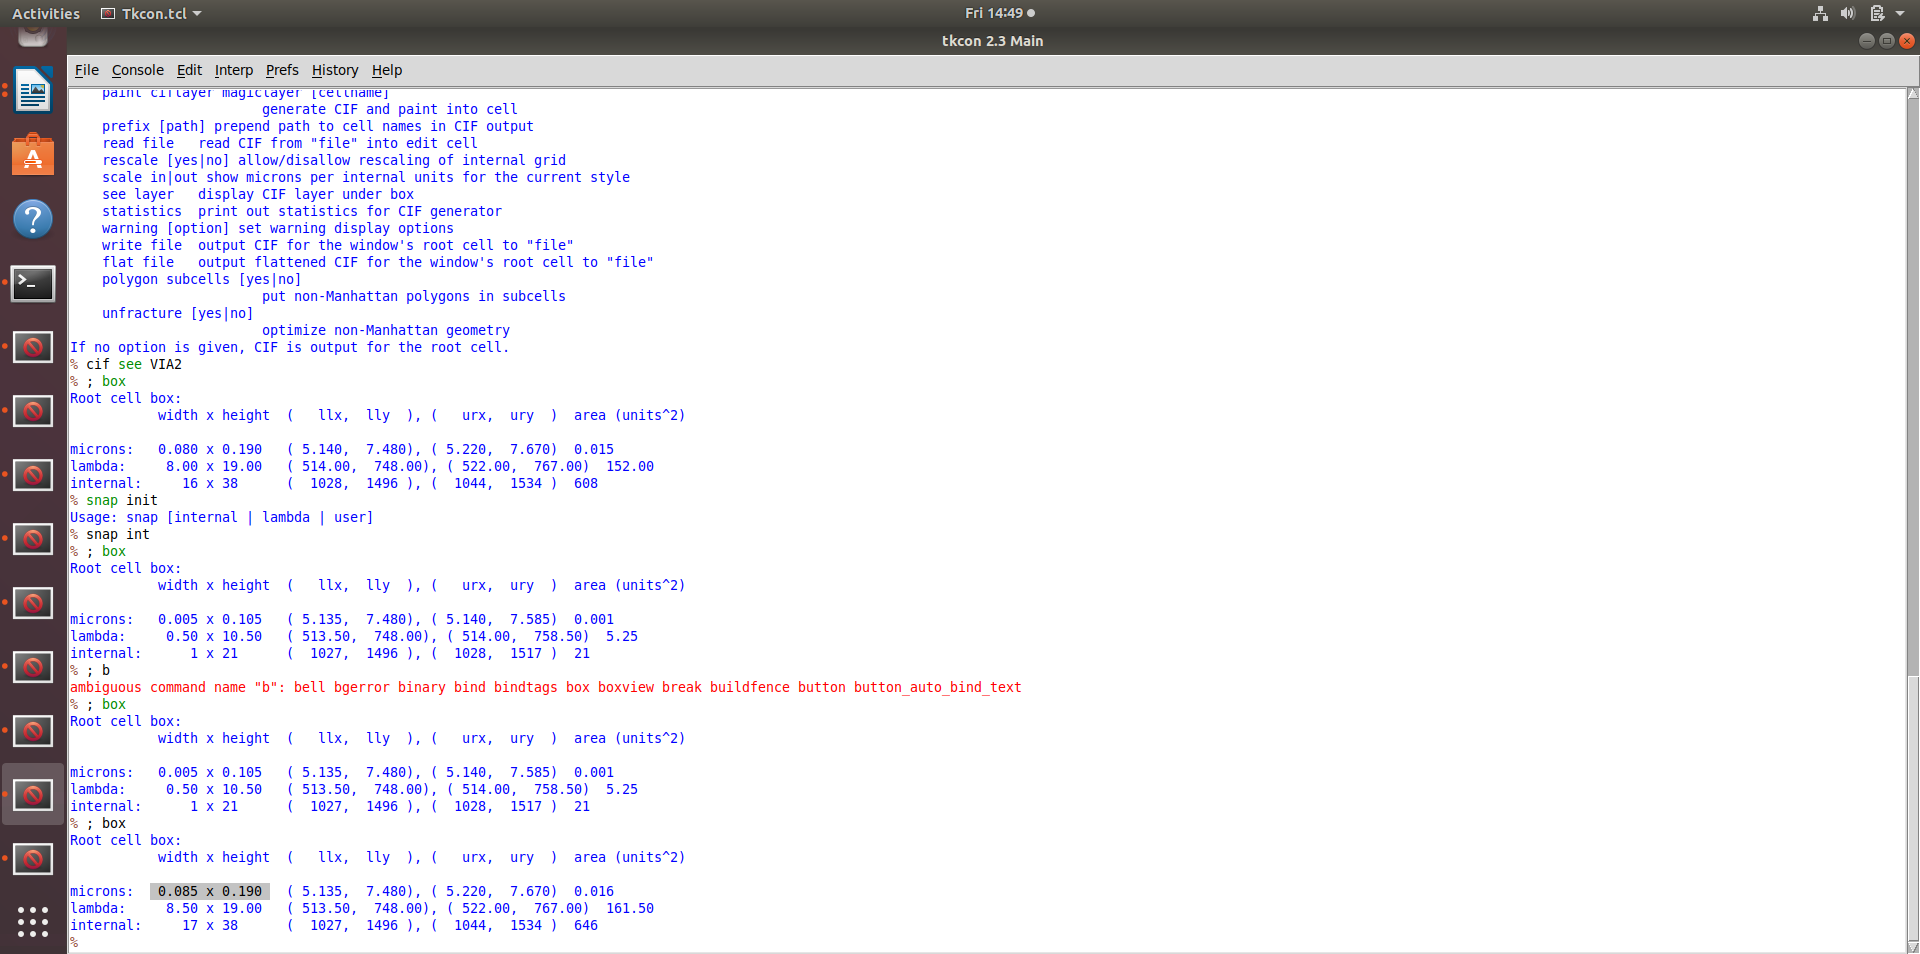 Activities Tkcon.tcl Fri 14:49
tkcon 2.3 Main
File Console Edit Interp Prefs History Help
paint ciflayer magiclayer [cellname]
generate CIF and paint into cell
prefix [path] prepend path to cell names in CIF output
read file read CIF from "file" into edit cell
rescale [yes|no] allow/disallow rescaling of internal grid
scale in|out show microns per internal units for the current style
see layer display CIF layer under box
statistics print out statistics for CIF generator
warning [option] set warning display options
write file output CIF for the window's root cell to "file"
flat file output flattened CIF for the window's root cell to "file"
polygon subcells [yes|no]
put non-Manhattan polygons in subcells
unfracture [yes|no]
optimize non-Manhattan geometry
If no option is given, CIF is output for the root cell.
% cif see VIA2
% ; box
Root cell box:
width x height ( llx, lly ), ( urx, ury ) area (units^2)
microns: 0.080 x 0.190 ( 5.140, 7.480), ( 5.220, 7.670) 0.015
lambda: 8.00 x 19.00 ( 514.00, 748.00), ( 522.00, 767.00) 152.00
internal: 16 x 38 ( 1028, 1496 ), ( 1044, 1534 ) 608
% snap init
Usage: snap [internal | lambda | user]
% snap int
% ; box
Root cell box:
width x height ( llx, lly ), ( urx, ury ) area (units^2)
microns: 0.005 x 0.105 ( 5.135, 7.480), ( 5.140, 7.585) 0.001
lambda: 0.50 x 10.50 ( 513.50, 748.00), ( 514.00, 758.50) 5.25
internal: 1 x 21 ( 1027, 1496 ), ( 1028, 1517 ) 21
% ; b
ambiguous command name "b": bell bgerror binary bind bindtags box boxview break buildfence button button_auto_bind_text
% ; box
Root cell box:
width x height ( llx, lly ), ( urx, ury ) area (units^2)
microns: 0.005 x 0.105 ( 5.135, 7.480), ( 5.140, 7.585) 0.001
lambda: 0.50 x 10.50 ( 513.50, 748.00), ( 514.00, 758.50) 5.25
internal: 1 x 21 ( 1027, 1496 ), ( 1028, 1517 ) 21
% ; box
Root cell box:
width x height ( llx, lly ), ( urx, ury ) area (units^2)
microns: 0.085 x 0.190 ( 5.135, 7.480), ( 5.220, 7.670) 0.016
lambda: 8.50 x 19.00 ( 513.50, 748.00), ( 522.00, 767.00) 161.50
internal: 17 x 38 ( 1027, 1496 ), ( 1044, 1534 ) 646
%